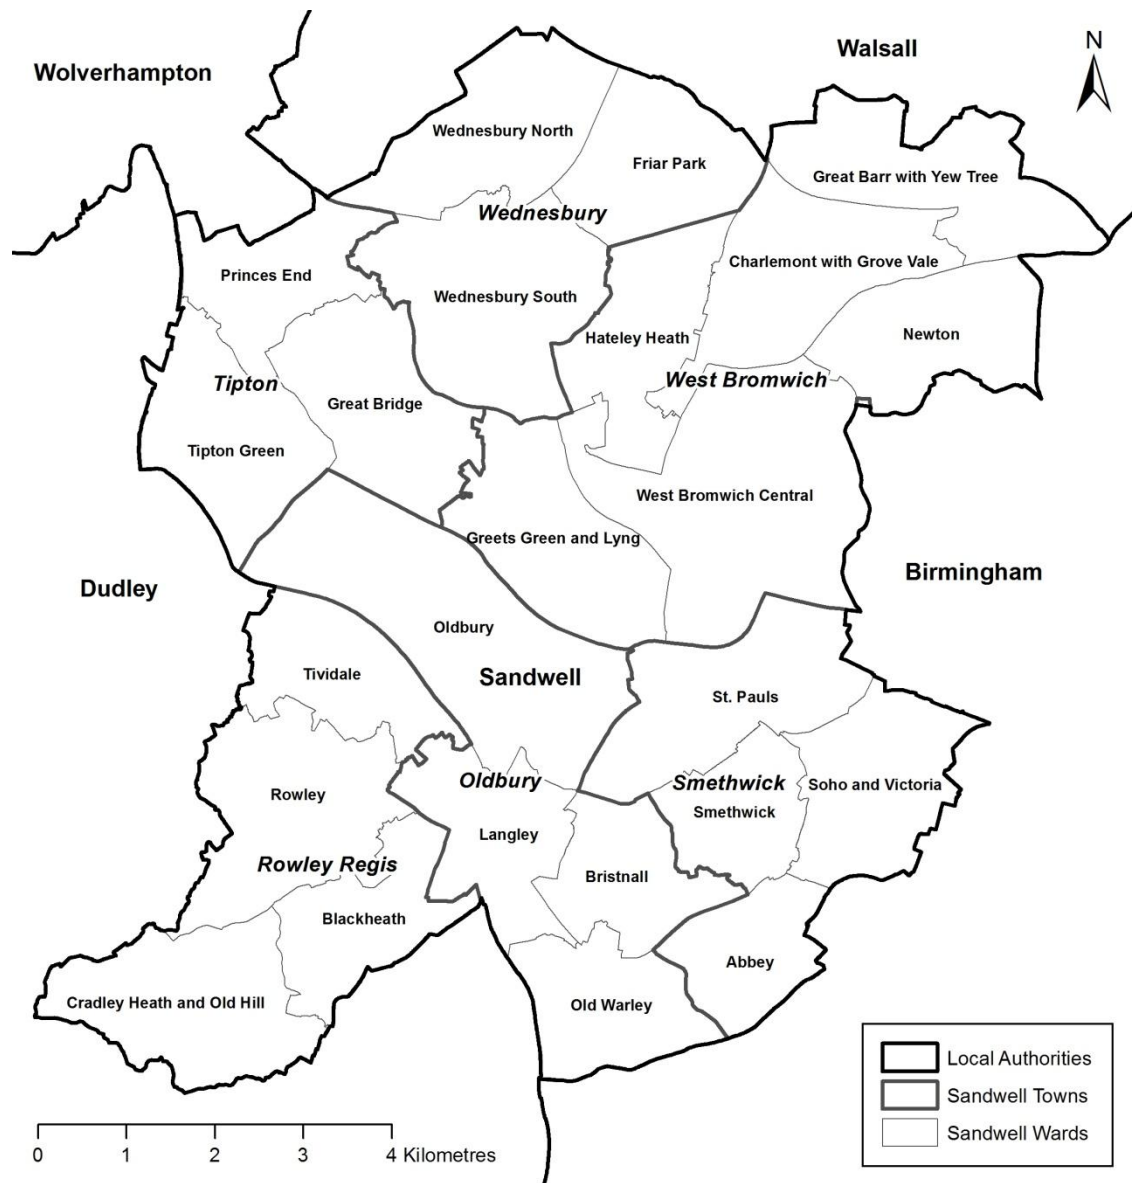 Wolverhampton
Walsall
N
Wednesbury North
Friar Park
Great Barr with Yew Tree
Wednesbury
Charlemont with Grove Vale
Princes End
Wednesbury South
Hateley Heath
Newton
Tipton
West Bromwich
Great Bridge
Tipton Green
West Bromwich Central
Greets Green and Lyng
Birmingham
Dudley
Oldbury
Sandwell
Tividale
St. Pauls
Oldbury
Smethwick
Soho and Victoria
Rowley
Smethwick
Langley
Rowley Regis
Bristnall
Blackheath
Abbey
Cradley Heath and Old Hill
Old Warley
Local Authorities
Sandwell Towns
Sandwell Wards
0 1 2 3 4 Kilometres